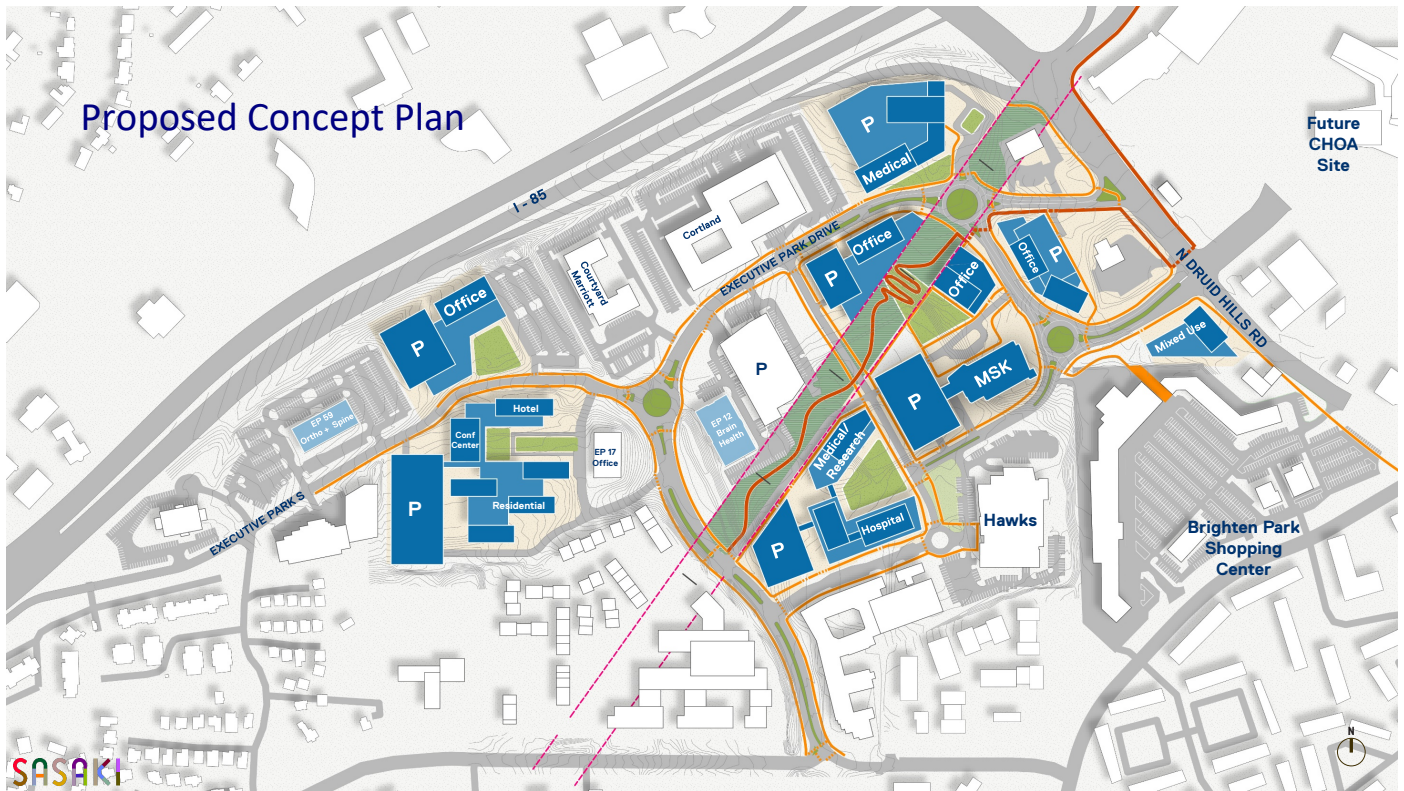 Proposed Concept Plan
I - 85
P
Medical
Future
CHOA
Site
Cortland
EXECUTIVE PARK DRIVE
Office
P
Office
Office
P
N DRUID HILLS RD
Courtyard
Marriott
Office
P
P
Mixed Use
MSK
P
EP 59
Ortho + Spine
Hotel
Conf
Center
EP 17
Office
EP 12
Brain
Health
Medical/
Research
Residential
P
EXECUTIVE PARK S
Hospital
P
Hawks
Brighten Park
Shopping
Center
SASAKI
N